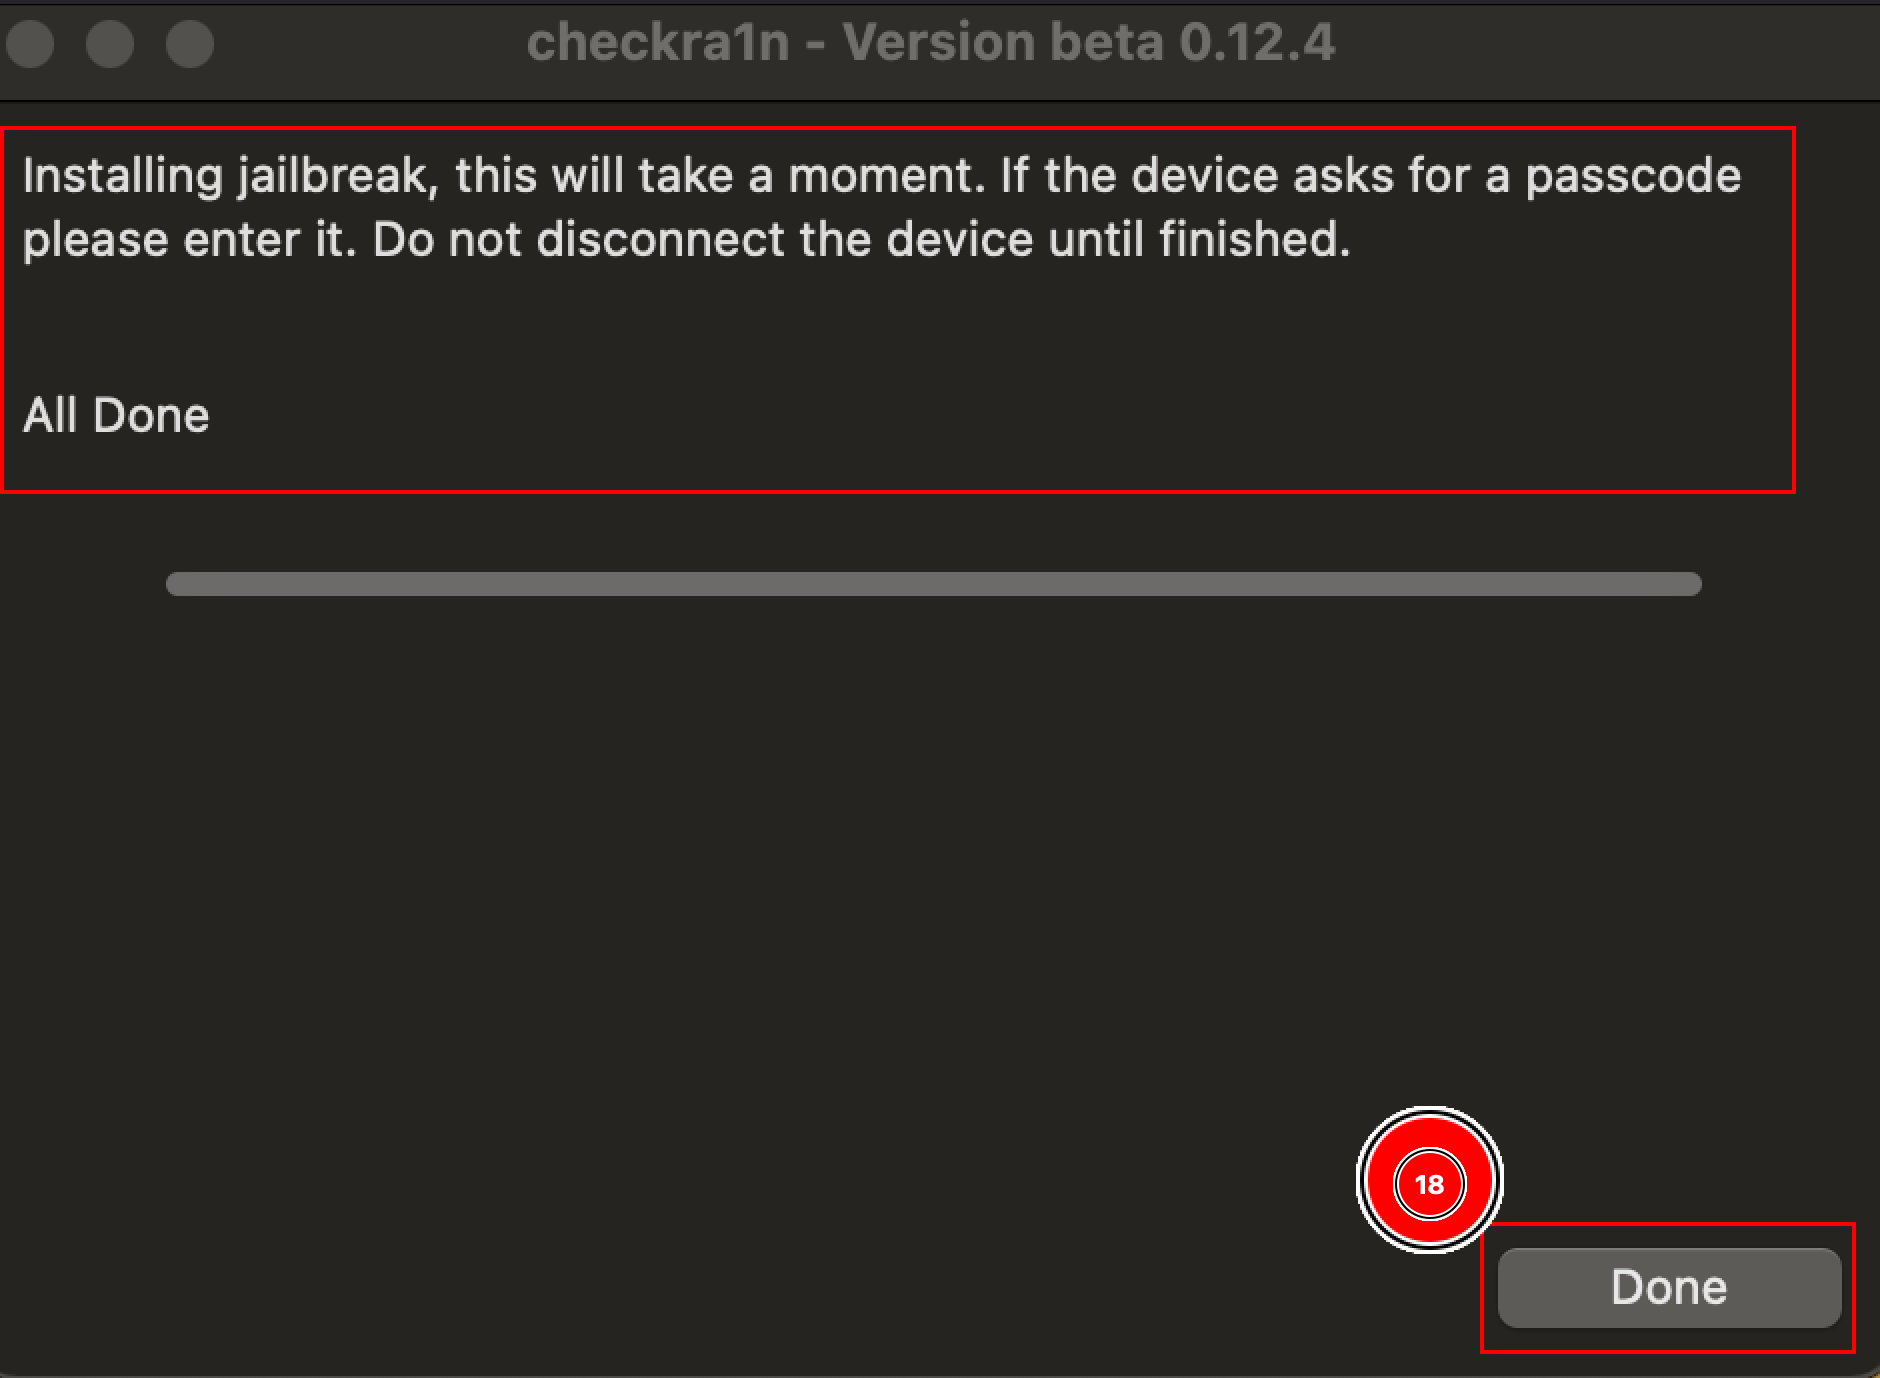 checkra1n - Version beta 0.12.4
Installing jailbreak, this will take a moment. If the device asks for a passcode
please enter it. Do not disconnect the device until finished.
All Done
18
Done